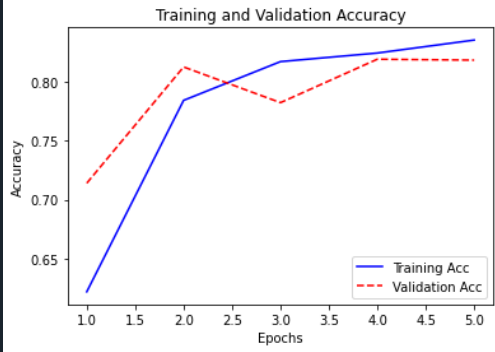 Training and Validation Accuracy
Accuracy
0.80
0.75
0.70
0.65
Training Acc
Validation Acc
1.0 1.5 2.0 2.5 3.0 3.5 4.0 4.5 5.0
Epochs